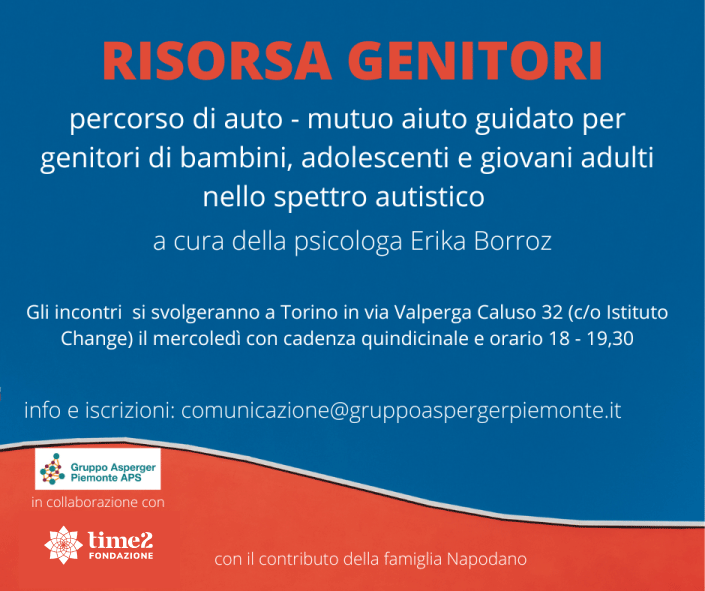 RISORSA GENITORI
percorso di auto - mutuo aiuto guidato per
genitori di bambini, adolescenti e giovani adulti
nello spettro autistico
a cura della psicologa Erika Borroz
Gli incontri si svolgeranno a Torino in via Valperga Caluso 32 (c/o Istituto
Change) il mercoledì con cadenza quindicinale e orario 18 - 19,30
info e iscrizioni: comunicazione@gruppoaspergerpiemonte.it
Gruppo Asperger
Piemonte APS
in collaborazione con
time2
FONDAZIONE
con il contributo della famiglia Napodano